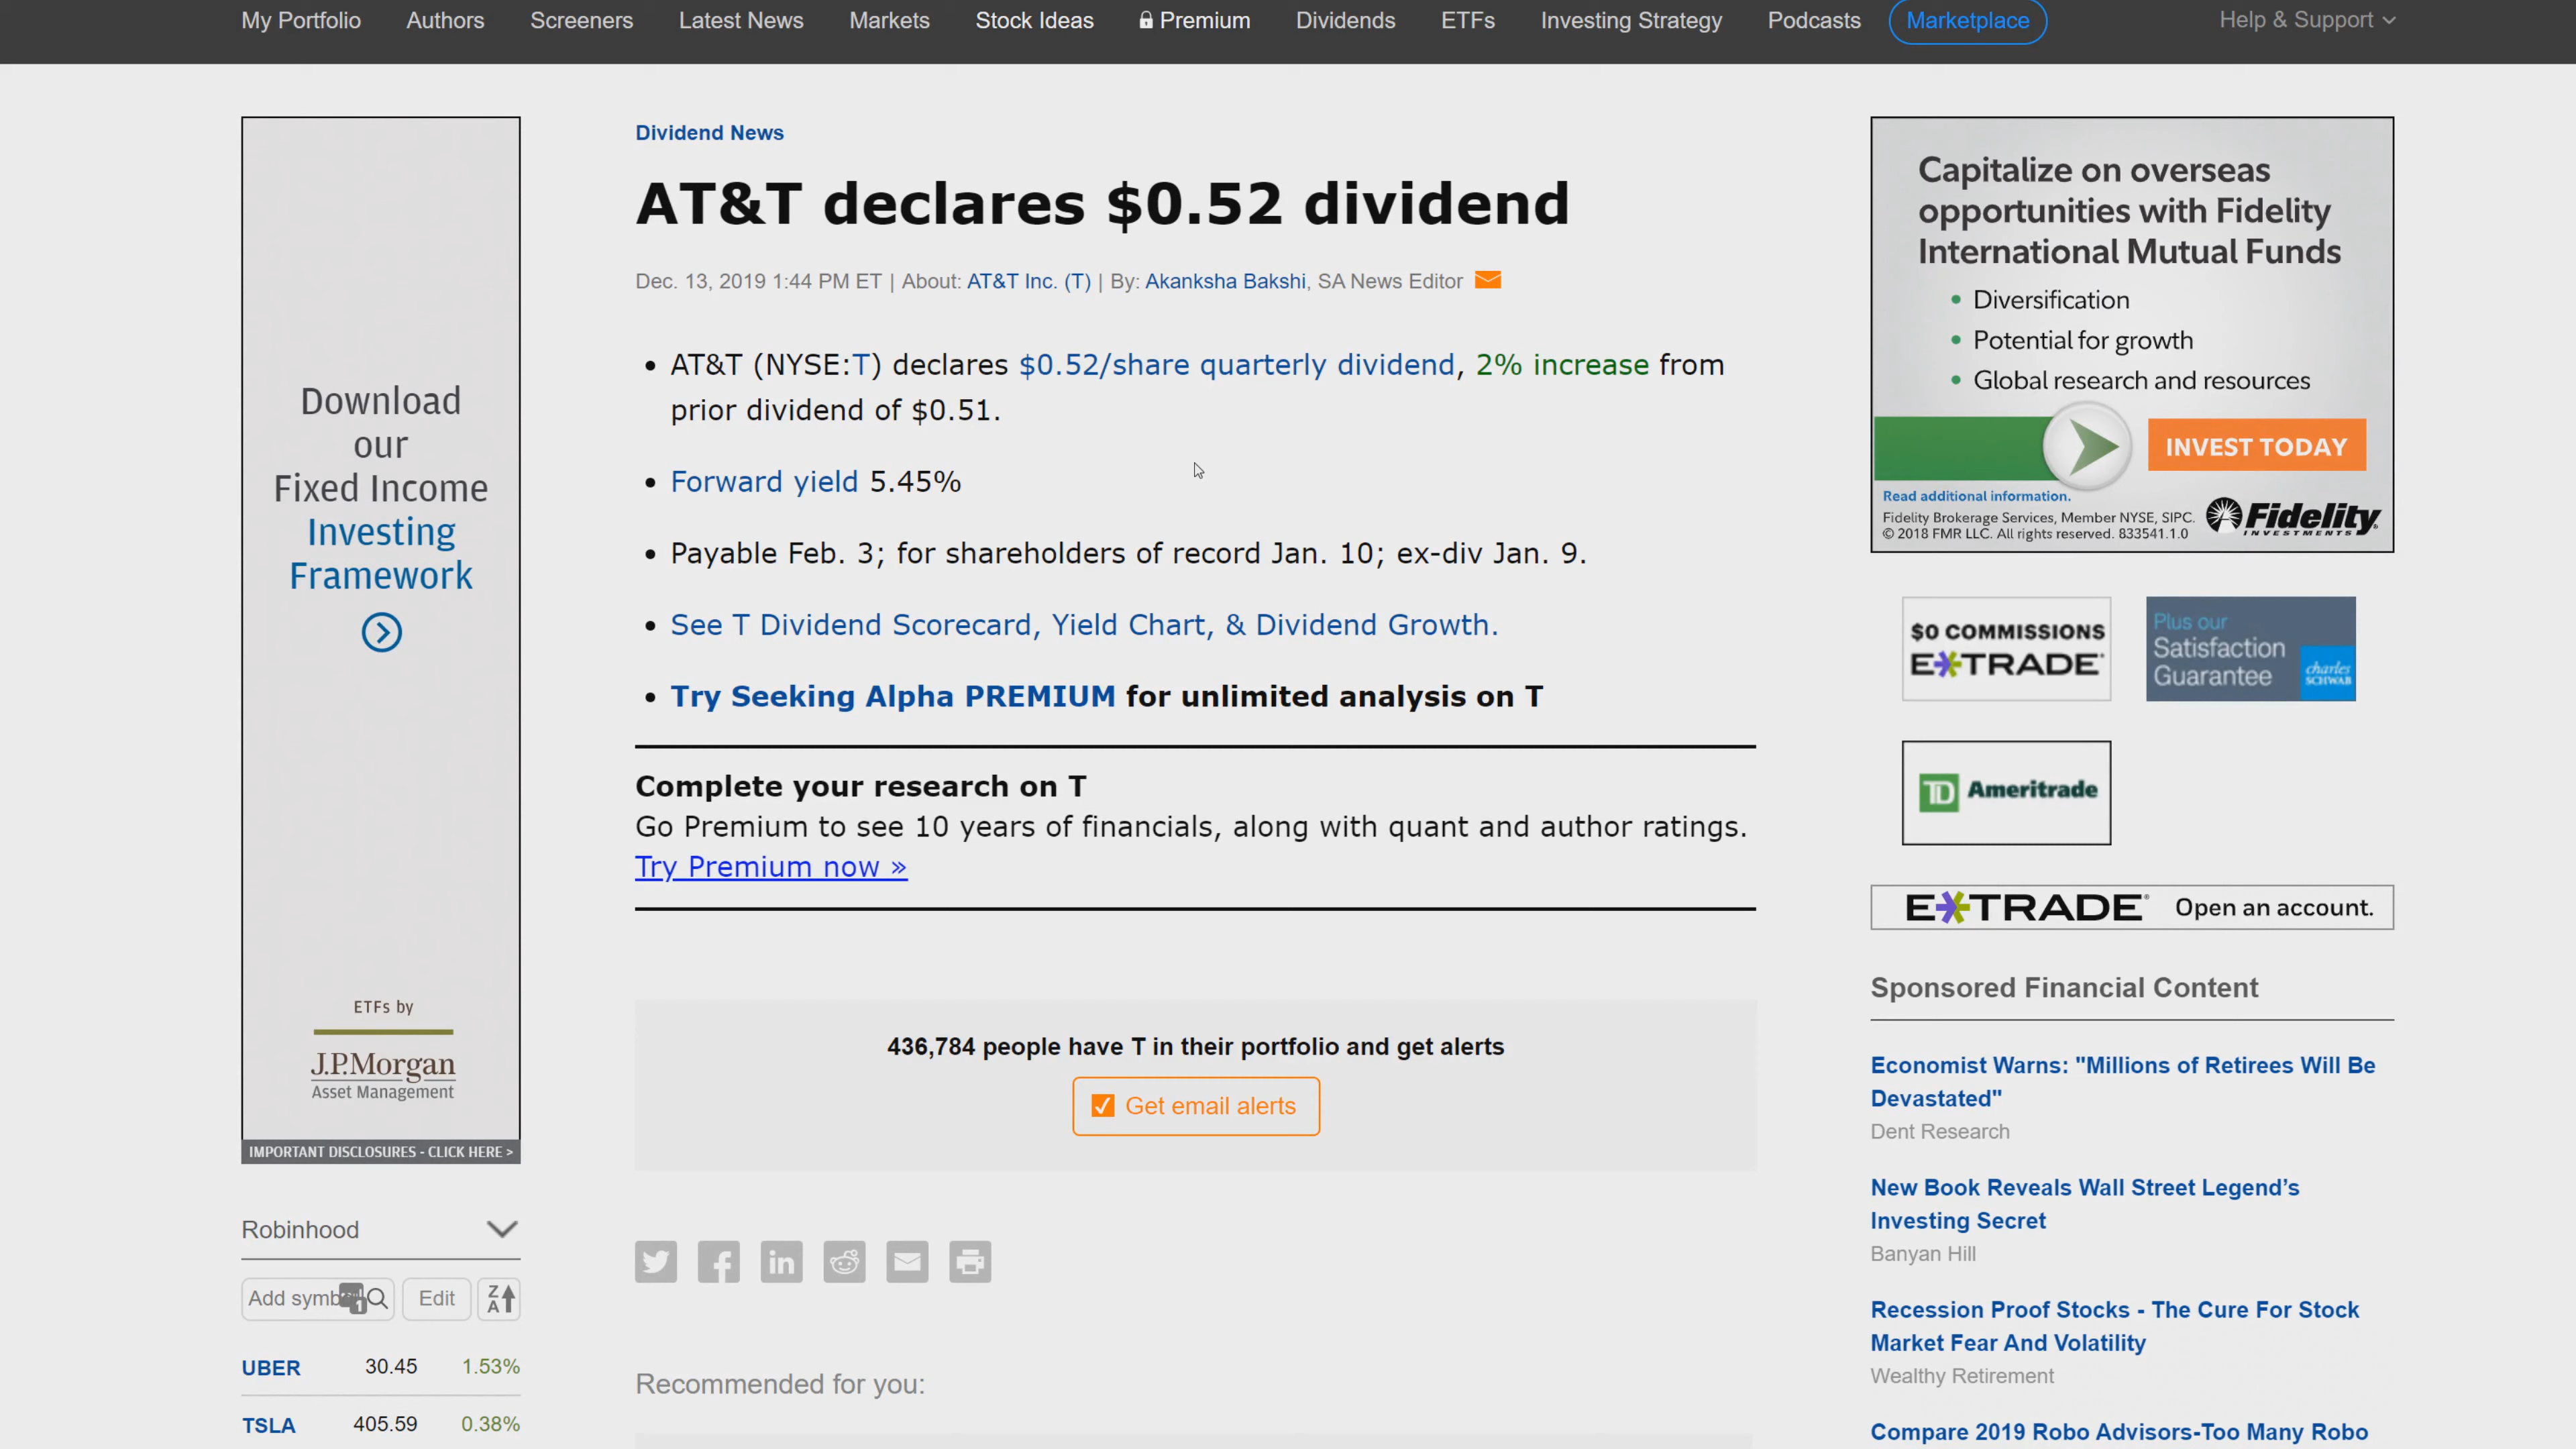 My Portfolio Authors Screeners Latest News Markets Stock Ideas Premium Dividends ETFs Investing Strategy Podcasts Marketplace Help & Support
Download
our
Fixed Income
Investing
Framework
ETFs by
J.P.Morgan
Asset Management
IMPORTANT DISCLOSURES - CLICK HERE >
Robinhood
Add symb
Edit
Z
A
UBER 30.45 1.53%
TSLA 405.59 0.38%
Dividend News
AT&T declares $0.52 dividend
Dec. 13, 2019 1:44 PM ET | About: AT&T Inc. (T) | By: Akanksha Bakshi, SA News Editor
• AT&T (NYSE:T) declares $0.52/share quarterly dividend, 2% increase from
prior dividend of $0.51.
• Forward yield 5.45%
• Payable Feb. 3; for shareholders of record Jan. 10; ex-div Jan. 9.
• See T Dividend Scorecard, Yield Chart, & Dividend Growth.
• Try Seeking Alpha PREMIUM for unlimited analysis on T
Complete your research on T
Go Premium to see 10 years of financials, along with quant and author ratings.
Try Premium now »
436,784 people have T in their portfolio and get alerts
Get email alerts
Recommended for you:
Capitalize on overseas
opportunities with Fidelity
International Mutual Funds
• Diversification
• Potential for growth
• Global research and resources
INVEST TODAY
Read additional information.
Fidelity Brokerage Services, Member NYSE, SIPC.
© 2018 FMR LLC. All rights reserved. 833541.1.0
Fidelity
INVESTMENTS
$0 COMMISSIONS
E*TRADE
Plus our
Satisfaction
Guarantee
charles
SCHWAB
TD Ameritrade
E*TRADE Open an account.
Sponsored Financial Content
Economist Warns: "Millions of Retirees Will Be
Devastated"
Dent Research
New Book Reveals Wall Street Legend's
Investing Secret
Banyan Hill
Recession Proof Stocks - The Cure For Stock
Market Fear And Volatility
Wealthy Retirement
Compare 2019 Robo Advisors-Too Many Robo